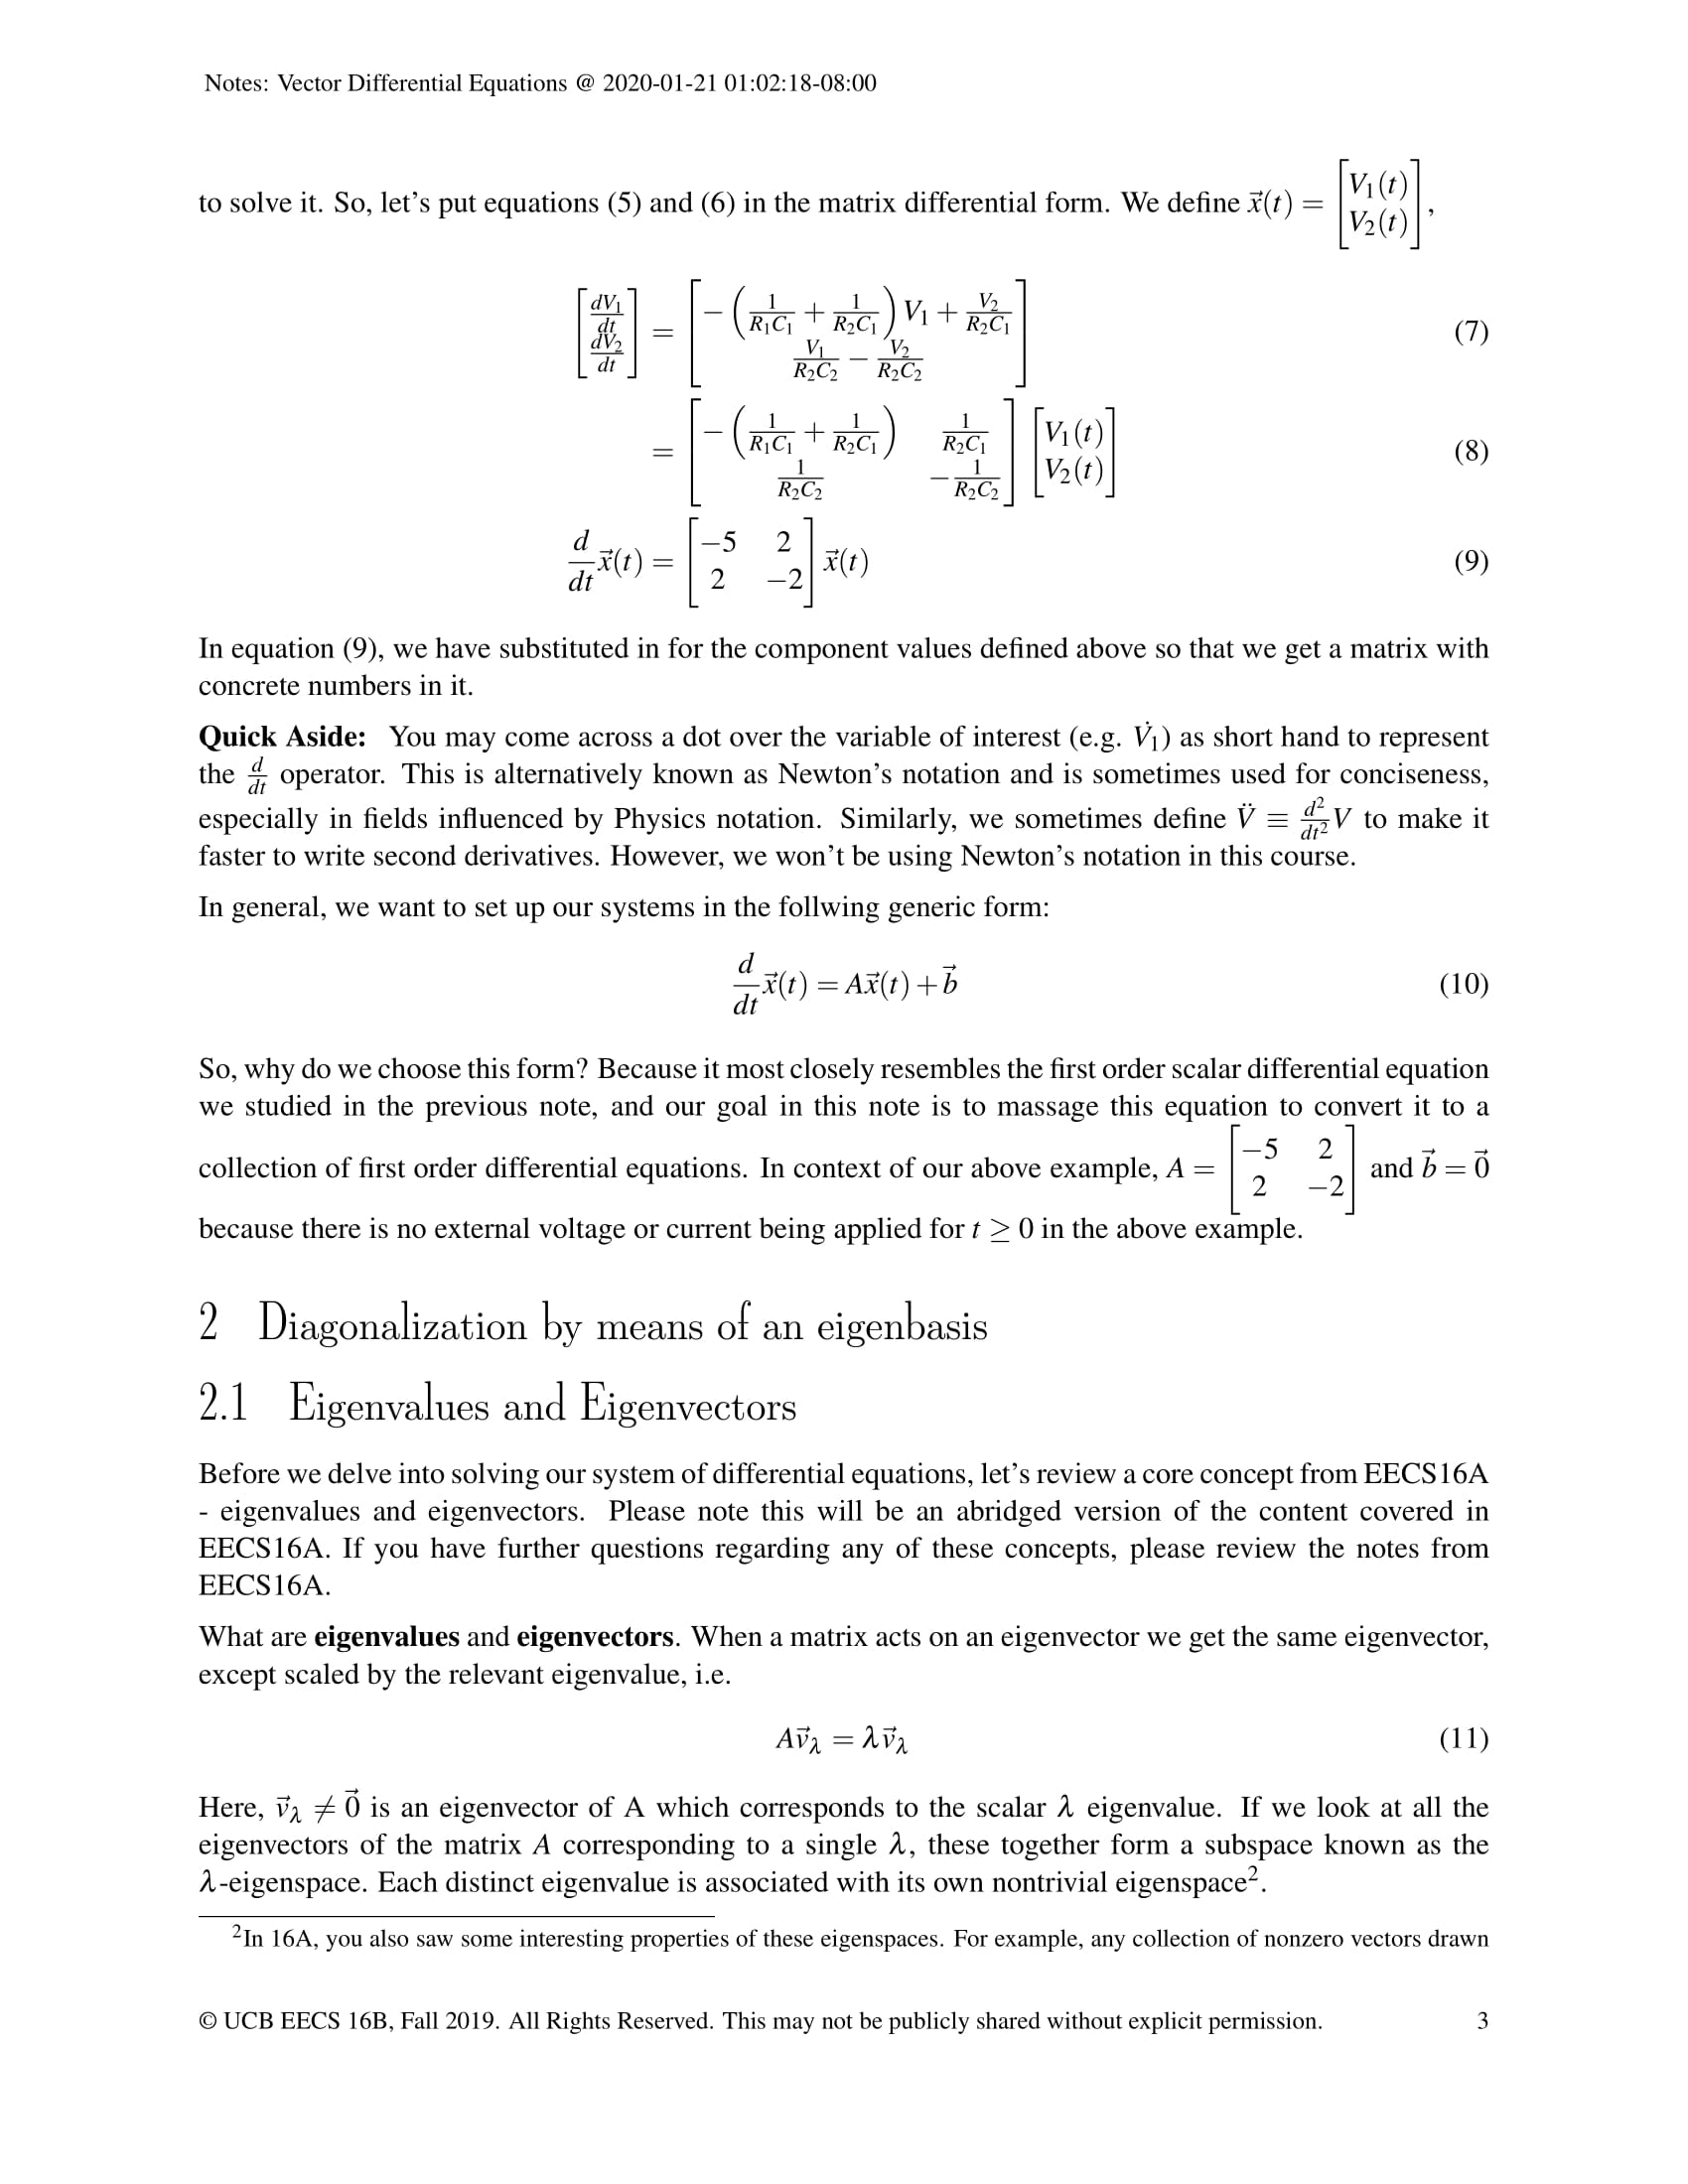 Notes: Vector Differential Equations @ 2020-01-21 01:02:18-08:00
to solve it. So, let's put equations (5) and (6) in the matrix differential form. We define $\vec{x}(t) = \begin{bmatrix} V_1(t) \\ V_2(t) \end{bmatrix}$,
$\begin{bmatrix} \frac{dV_1}{dt} \\ \frac{dV_2}{dt} \end{bmatrix} = \begin{bmatrix} -\left(\frac{1}{R_1C_1} + \frac{1}{R_2C_1}\right)V_1 + \frac{V_2}{R_2C_1} \\ \frac{V_1}{R_2C_2} - \frac{V_2}{R_2C_2} \end{bmatrix}$ (7)
$= \begin{bmatrix} -\left(\frac{1}{R_1C_1} + \frac{1}{R_2C_1}\right) & \frac{1}{R_2C_1} \\ \frac{1}{R_2C_2} & -\frac{1}{R_2C_2} \end{bmatrix} \begin{bmatrix} V_1(t) \\ V_2(t) \end{bmatrix}$ (8)
$\frac{d}{dt}\vec{x}(t) = \begin{bmatrix} -5 & 2 \\ 2 & -2 \end{bmatrix} \vec{x}(t)$ (9)
In equation (9), we have substituted in for the component values defined above so that we get a matrix with
concrete numbers in it.
Quick Aside: You may come across a dot over the variable of interest (e.g. $\dot{V_1}$) as short hand to represent
the $\frac{d}{dt}$ operator. This is alternatively known as Newton's notation and is sometimes used for conciseness,
especially in fields influenced by Physics notation. Similarly, we sometimes define $\ddot{V} \equiv \frac{d^2}{dt^2}V$ to make it
faster to write second derivatives. However, we won't be using Newton's notation in this course.
In general, we want to set up our systems in the follwing generic form:
$\frac{d}{dt}\vec{x}(t) = A\vec{x}(t) + \vec{b}$ (10)
So, why do we choose this form? Because it most closely resembles the first order scalar differential equation
we studied in the previous note, and our goal in this note is to massage this equation to convert it to a
collection of first order differential equations. In context of our above example, $A = \begin{bmatrix} -5 & 2 \\ 2 & -2 \end{bmatrix}$ and $\vec{b} = \vec{0}$
because there is no external voltage or current being applied for $t \geq 0$ in the above example.
2 Diagonalization by means of an eigenbasis
2.1 Eigenvalues and Eigenvectors
Before we delve into solving our system of differential equations, let's review a core concept from EECS16A
- eigenvalues and eigenvectors. Please note this will be an abridged version of the content covered in
EECS16A. If you have further questions regarding any of these concepts, please review the notes from
EECS16A.
What are eigenvalues and eigenvectors. When a matrix acts on an eigenvector we get the same eigenvector,
except scaled by the relevant eigenvalue, i.e.
$A\vec{v}_\lambda = \lambda\vec{v}_\lambda$ (11)
Here, $\vec{v}_\lambda \neq \vec{0}$ is an eigenvector of A which corresponds to the scalar $\lambda$ eigenvalue. If we look at all the
eigenvectors of the matrix $A$ corresponding to a single $\lambda$, these together form a subspace known as the
$\lambda$-eigenspace. Each distinct eigenvalue is associated with its own nontrivial eigenspace$^2$.
$^2$In 16A, you also saw some interesting properties of these eigenspaces. For example, any collection of nonzero vectors drawn
© UCB EECS 16B, Fall 2019. All Rights Reserved. This may not be publicly shared without explicit permission. 3